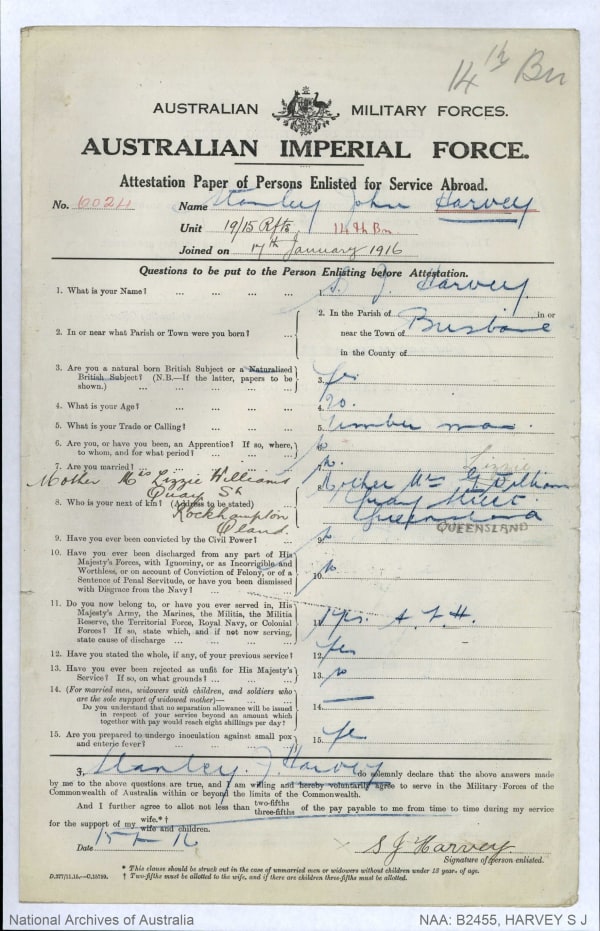 14th Bn
AUSTRALIAN MILITARY FORCES.
AUSTRALIAN IMPERIAL FORCE.
Attestation Paper of Persons Enlisted for Service Abroad.
No. 6024 Name Stanley John Harvey
Unit 19/15 Rfts 14th Bn
Joined on 17th January 1916
Questions to be put to the Person Enlisting before Attestation.
1. What is your Name? ... ... ... ... 1. S. J. Harvey.
2. In or near what Parish or Town were you born? ... 2. In the Parish of in or
near the Town of Brisbane
in the County of
3. Are you a natural born British Subject or a Naturalized
British Subject? (N.B.—If the latter, papers to be
shown.) ... ... ... ... 3. Yes
4. What is your Age? ... ... ... ... 4. 20.
5. What is your Trade or Calling? ... ... ... 5. man
6. Are you, or have you been, an Apprentice? If so, where,
to whom, and for what period? ... ... ... 6. No
7. Are you married? ... ... ... 7. No. Lizzie
Mother Mrs Lizzie Williams
Quay St
8. Who is your next of kin? (Address to be stated) 8. Mother Mrs G Williams
Quay Street
Rockhampton
Qland. Queensland
QUEENSLAND
9. Have you ever been convicted by the Civil Power? ... 9. No
10. Have you ever been discharged from any part of His
Majesty's Forces, with Ignominy, or as Incorrigible and
Worthless, or on account of Conviction of Felony, or of a
Sentence of Penal Servitude, or have you been dismissed
with Disgrace from the Navy? ... ... ... 10. No
11. Do you now belong to, or have you ever served in, His
Majesty's Army, the Marines, the Militia, the Militia
Reserve, the Territorial Force, Royal Navy, or Colonial
Forces? If so, state which, and if not now serving,
state cause of discharge ... ... ... 11.
12. Have you stated the whole, if any, of your previous service? 12. Yes
13. Have you ever been rejected as unfit for His Majesty's
Service? If so, on what grounds? ... ... ... 13. No
14. (For married men, widowers with children, and soldiers who
are the sole support of widowed mother)—
Do you understand that no separation allowance will be issued
in respect of your service beyond an amount which
together with pay would reach eight shillings per day? 14. —
15. Are you prepared to undergo inoculation against small pox
and enteric fever? ... ... ... ... 15. Yes
I, Stanley. J. Harvey do solemnly declare that the above answers made
by me to the above questions are true, and I am willing and hereby voluntarily agree to serve in the Military Forces of the
Commonwealth of Australia within or beyond the limits of the Commonwealth.
And I further agree to allot not less than two-fifths three-fifths of the pay payable to me from time to time during my service
for the support of my wife.*† wife and children.
Date 15 1 16
S J Harvey.
Signature of person enlisted.
* This clause should be struck out in the case of unmarried men or widowers without children under 18 years of age.
D.277/11.15.—C.15790. † Two-fifths must be allotted to the wife, and if there are children three-fifths must be allotted.
National Archives of Australia NAA: B2455, HARVEY S J